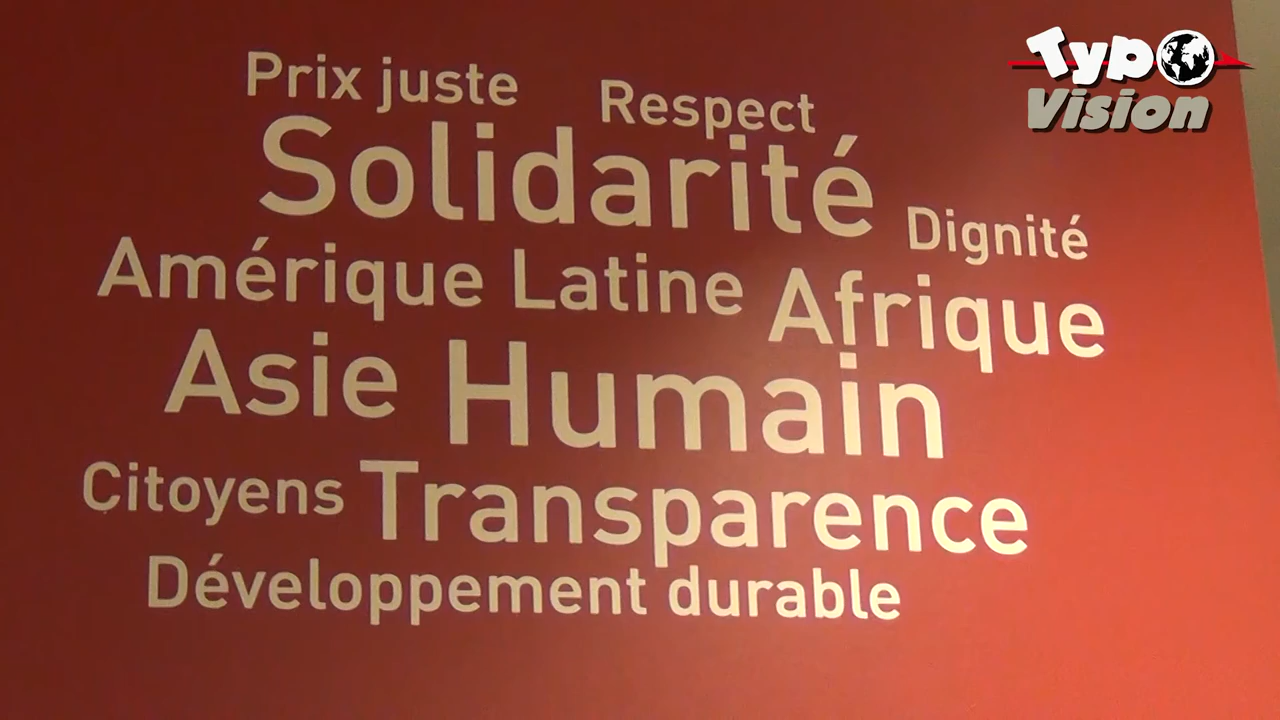 Typo
Vision
Prix juste
Respect
Solidarité
Dignité
Amérique Latine
Afrique
Asie
Humain
Citoyens
Transparence
Développement durable